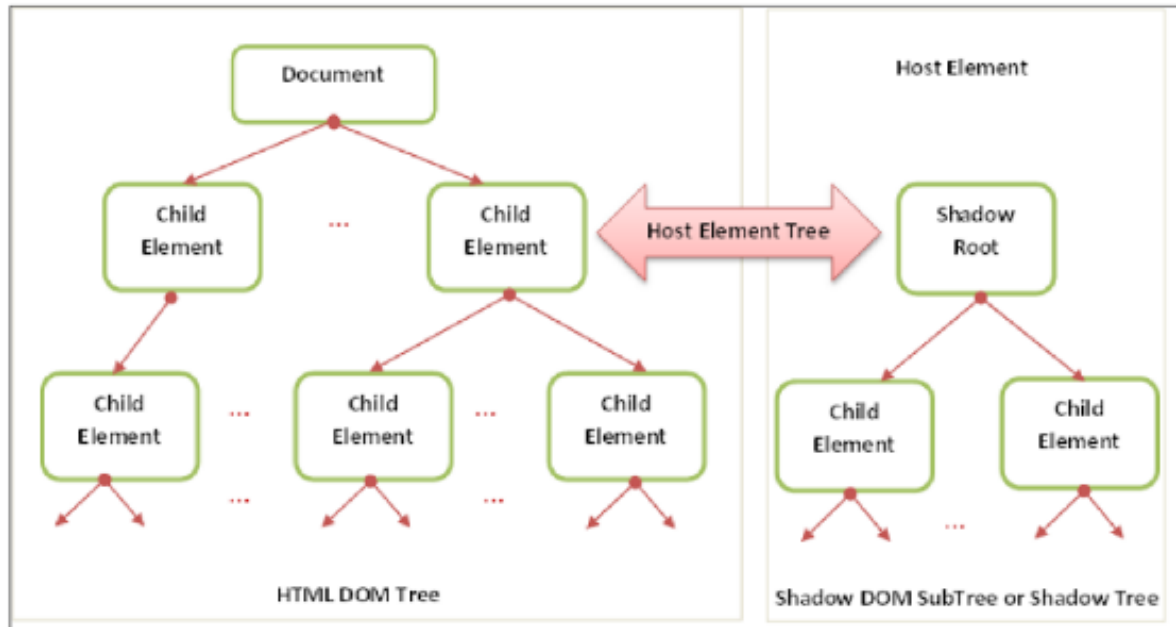 Document
Host Element
Child
Element
...
Child
Element
Host Element Tree
Shadow
Root
Child
Element
...
Child
Element
...
Child
Element
Child
Element
Child
Element
...
...
...
HTML DOM Tree
Shadow DOM SubTree or Shadow Tree